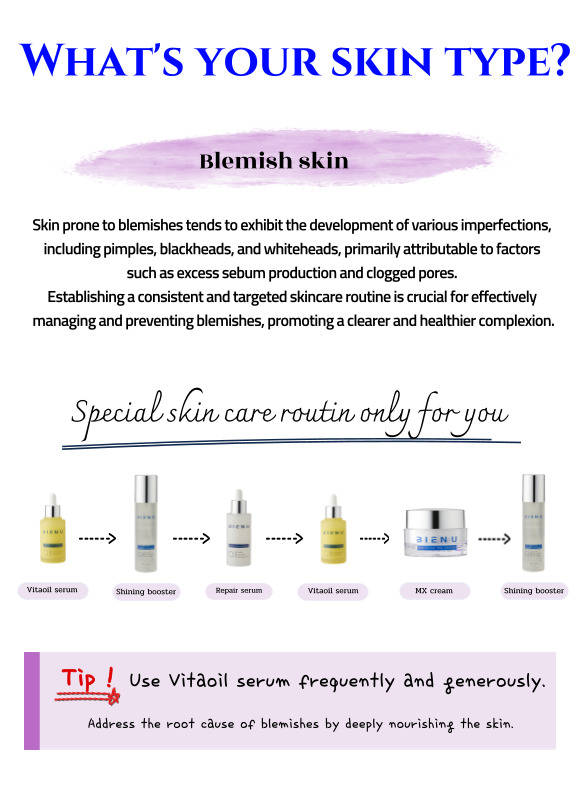 What's your skin type?
Blemish skin
Skin prone to blemishes tends to exhibit the development of various imperfections,
including pimples, blackheads, and whiteheads, primarily attributable to factors
such as excess sebum production and clogged pores.
Establishing a consistent and targeted skincare routine is crucial for effectively
managing and preventing blemishes, promoting a clearer and healthier complexion.
Special skin care routin only for you
BIENU
BIENU
BIENU
BIEN:U
Vitaoil serum
Shining booster
Repair serum
Vitaoil serum
MX cream
Shining booster
Tip ! Use Vitaoil serum frequently and generously.
Address the root cause of blemishes by deeply nourishing the skin.